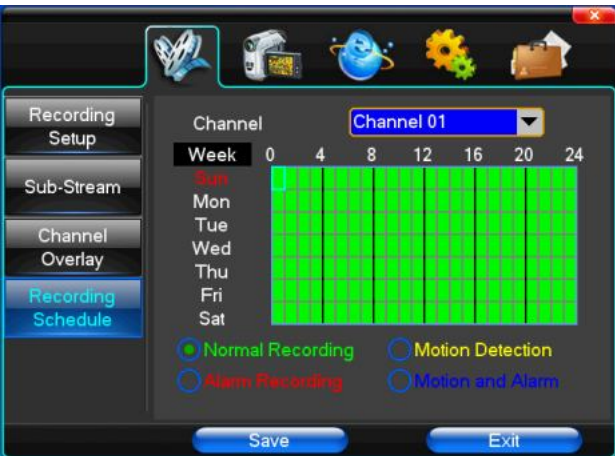 Recording
Setup
Sub-Stream
Channel
Overlay
Recording
Schedule
Channel Channel 01
Week 0 4 8 12 16 20 24
Sun
Mon
Tue
Wed
Thu
Fri
Sat
Normal Recording Motion Detection
Alarm Recording Motion and Alarm
Save Exit